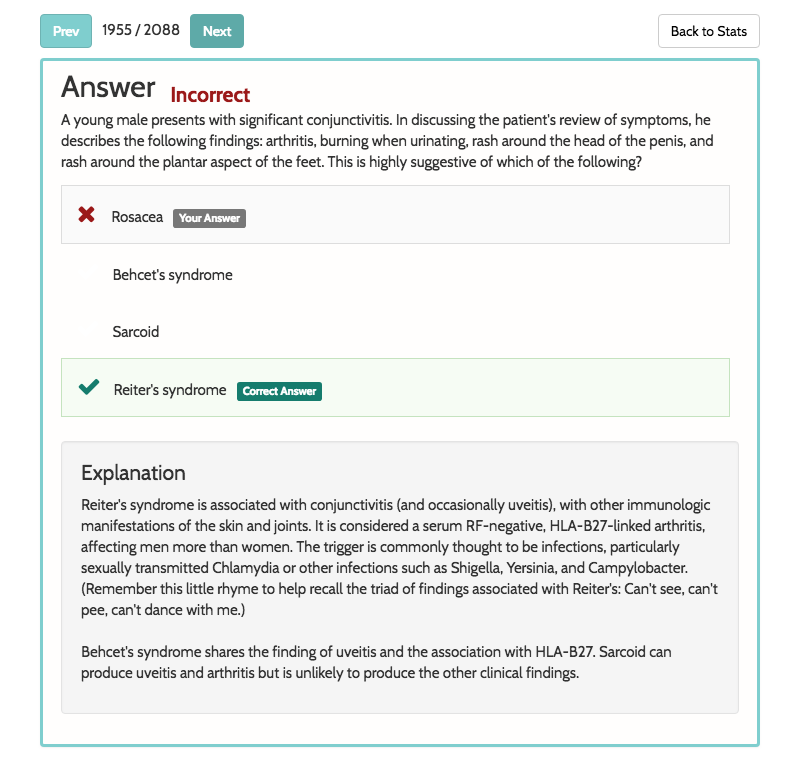 Prev 1955 / 2088 Next Back to Stats
Answer Incorrect
A young male presents with significant conjunctivitis. In discussing the patient's review of symptoms, he
describes the following findings: arthritis, burning when urinating, rash around the head of the penis, and
rash around the plantar aspect of the feet. This is highly suggestive of which of the following?
Rosacea Your Answer
Behcet's syndrome
Sarcoid
Reiter's syndrome Correct Answer
Explanation
Reiter's syndrome is associated with conjunctivitis (and occasionally uveitis), with other immunologic
manifestations of the skin and joints. It is considered a serum RF-negative, HLA-B27-linked arthritis,
affecting men more than women. The trigger is commonly thought to be infections, particularly
sexually transmitted Chlamydia or other infections such as Shigella, Yersinia, and Campylobacter.
(Remember this little rhyme to help recall the triad of findings associated with Reiter's: Can't see, can't
pee, can't dance with me.)
Behcet's syndrome shares the finding of uveitis and the association with HLA-B27. Sarcoid can
produce uveitis and arthritis but is unlikely to produce the other clinical findings.